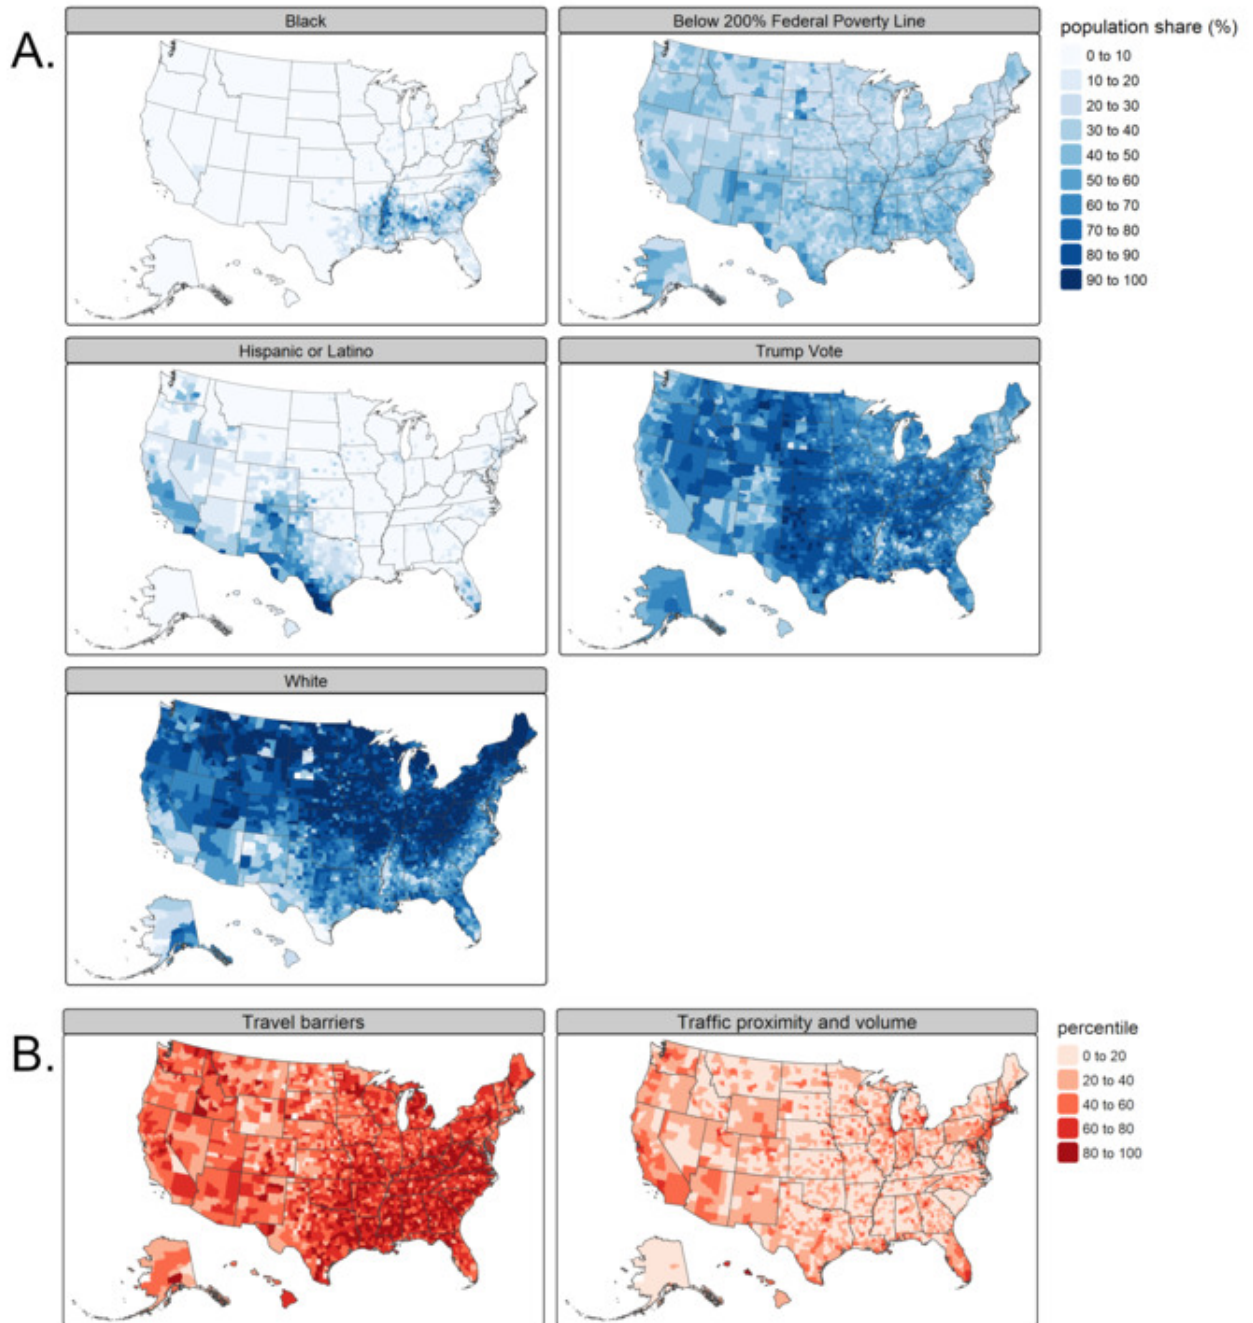 A.
Black
Below 200% Federal Poverty Line
population share (%)
0 to 10
10 to 20
20 to 30
30 to 40
40 to 50
50 to 60
60 to 70
70 to 80
80 to 90
90 to 100
Hispanic or Latino
Trump Vote
White
B.
Travel barriers
Traffic proximity and volume
percentile
0 to 20
20 to 40
40 to 60
60 to 80
80 to 100